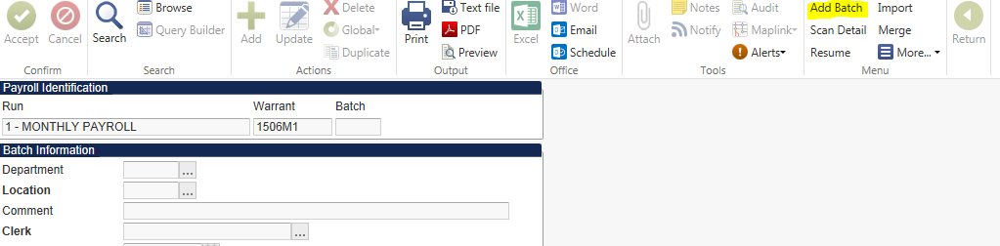 Browse Delete Text file Word Notes Audit Add Batch Import
Query Builder Global PDF Email Notify Maplink Scan Detail Merge
Accept Cancel Search Add Update Duplicate Print Preview Excel Schedule Attach Alerts Resume More... Return
Confirm Search Actions Output Office Tools Menu
Payroll Identification
Run Warrant Batch
1 - MONTHLY PAYROLL 1506M1
Batch Information
Department ...
Location ...
Comment
Clerk ...